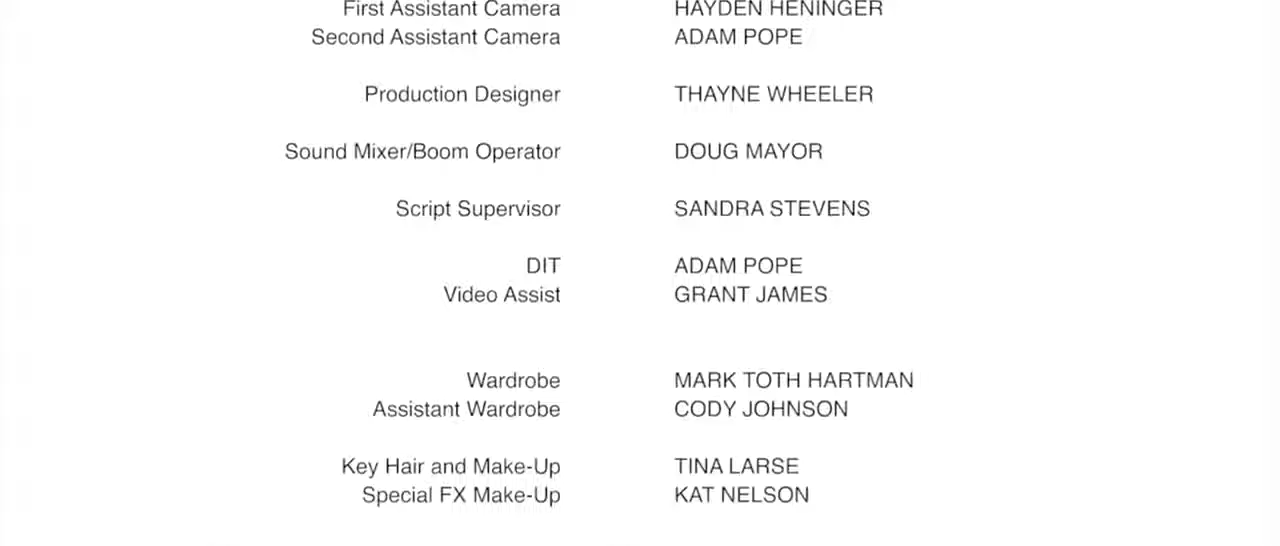 First Assistant Camera HAYDEN HENINGER
Second Assistant Camera ADAM POPE
Production Designer THAYNE WHEELER
Sound Mixer/Boom Operator DOUG MAYOR
Script Supervisor SANDRA STEVENS
DIT ADAM POPE
Video Assist GRANT JAMES
Wardrobe MARK TOTH HARTMAN
Assistant Wardrobe CODY JOHNSON
Key Hair and Make-Up TINA LARSE
Special FX Make-Up KAT NELSON